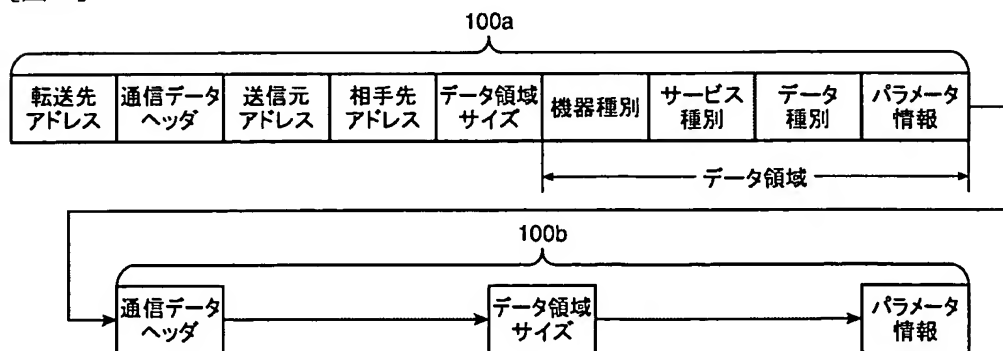 100a
転送先
アドレス
通信データ
ヘッダ
送信元
アドレス
相手先
アドレス
データ領域
サイズ
機器種別
サービス
種別
データ
種別
パラメータ
情報
データ領域
100b
通信データ
ヘッダ
データ領域
サイズ
パラメータ
情報